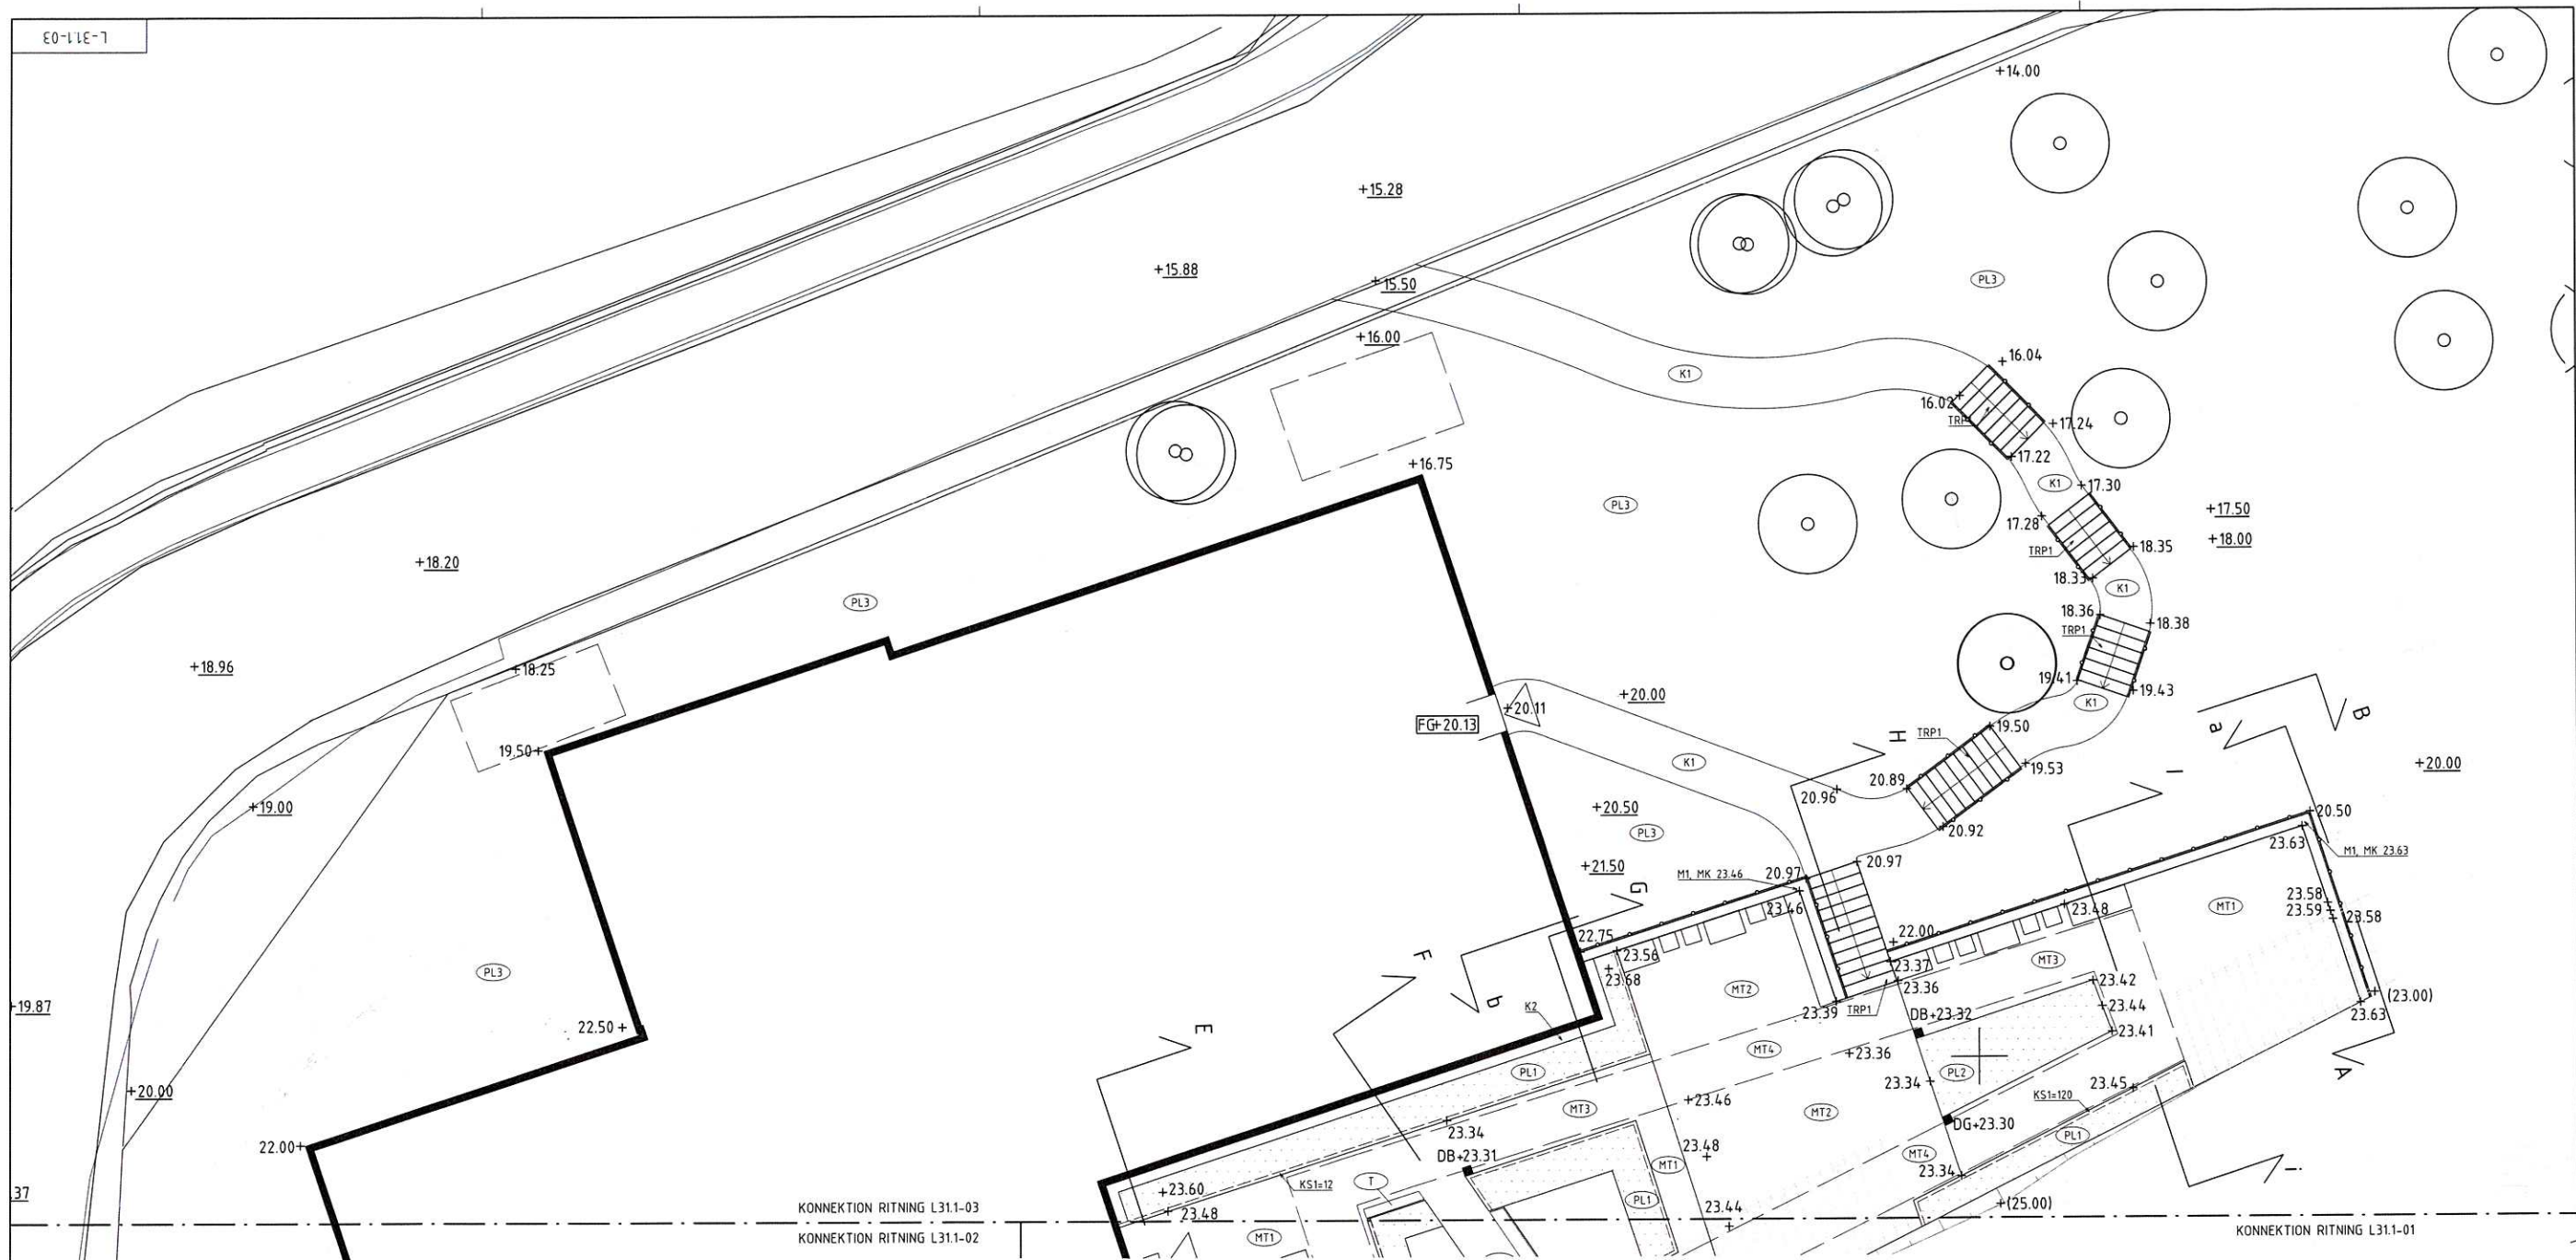 L-31.1-03
+14.00
+15.28
+15.88
+15.50
PL3
+16.00
16.04
K1
16.02
TRP1
+17.24
+17.22
+16.75
K1
+17.30
PL3
17.28
+17.50
+18.00
TRP1
+18.35
+18.20
18.33
K1
PL3
18.36
+18.38
TRP1
+18.96
+18.25
19.41
+19.43
K1
+20.00
+20.11
FG+20.13
B
a
19.50
H
TRP1
19.50+
K1
+19.53
+20.00
I
20.89
20.96
+19.00
+20.50
+20.50
PL3
+20.92
23.63
M1, MK 23.63
+21.50
20.97
+20.97
M1, MK 23.46
G
23.46
+23.48
MT1
23.58
23.59
+23.58
22.00
22.75
+23.56
F
MT3
23.37
PL3
23.68
+23.42
+23.36
MT2
b
(23.00)
+19.87
K2
23.39
TRP1
23.63
+23.44
DB+23.32
22.50+
E
+23.41
MT4
+23.36
PL1
PL2
A
23.34
+20.00
23.45
KS1=120
+23.46
MT3
MT2
DG+23.30
23.34
PL1
22.00+
23.48
DB+23.31
MT4
MT1
23.34
i
.37
KS1=12
T
+23.60
PL1
+(25.00)
KONNEKTION RITNING L31.1-03
+23.48
23.44
KONNEKTION RITNING L31.1-02
MT1
KONNEKTION RITNING L31.1-01